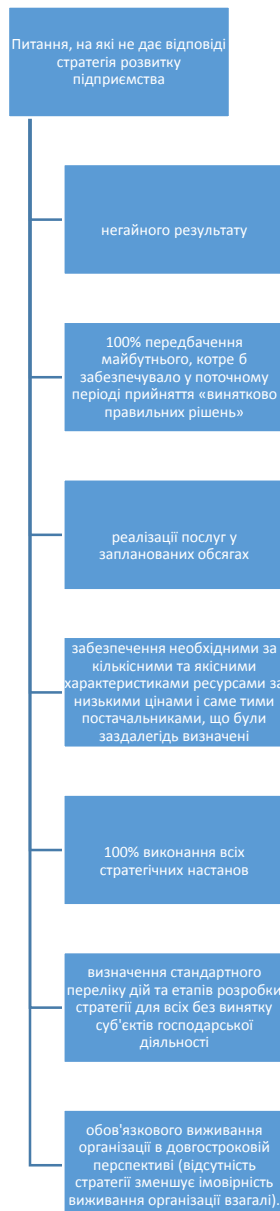 Питання, на які не дає відповіді
стратегія розвитку
підприємства
негайного результату
100% передбачення
майбутнього, котре б
забезпечувало у поточному
періоді прийняття «винятково
правильних рішень»
реалізації послуг у
запланованих обсягах
забезпечення необхідними за
кількісними та якісними
характеристиками ресурсами за
низькими цінами і саме тими
постачальниками, що були
заздалегідь визначені
100% виконання всіх
стратегічних настанов
визначення стандартного
переліку дій та етапів розробки
стратегії для всіх без винятку
суб'єктів господарської
діяльності
обов'язкового виживання
організації в довгостроковій
перспективі (відсутність
стратегії зменшує імовірність
виживання організації взагалі).